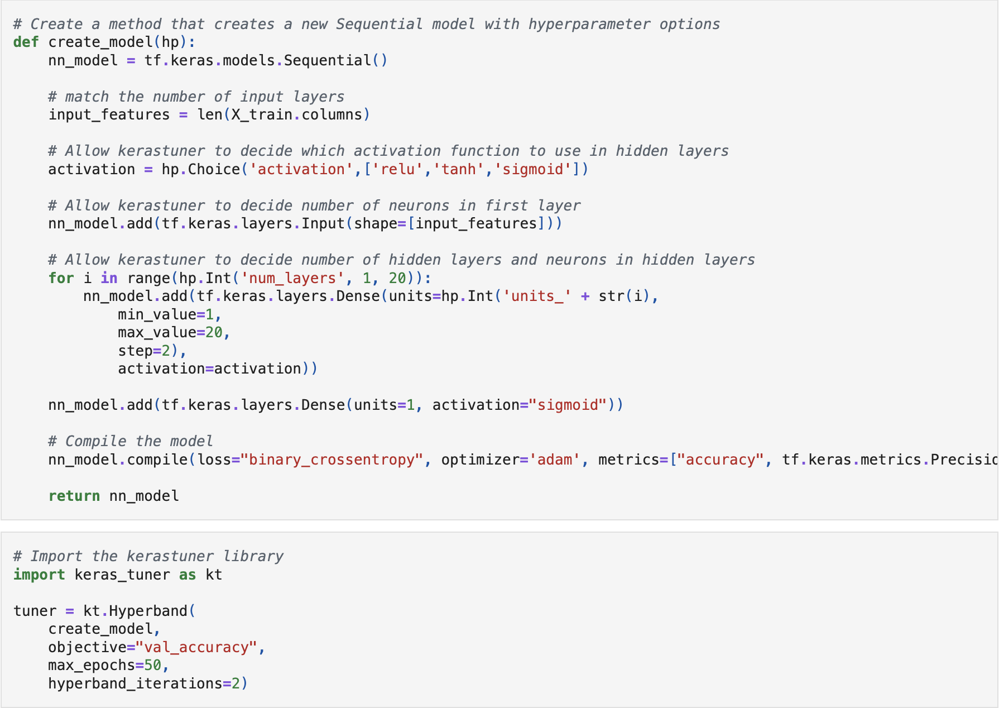 # Create a method that creates a new Sequential model with hyperparameter options
def create_model(hp):
    nn_model = tf.keras.models.Sequential()

    # match the number of input layers
    input_features = len(X_train.columns)

    # Allow kerastuner to decide which activation function to use in hidden layers
    activation = hp.Choice('activation',['relu','tanh','sigmoid'])

    # Allow kerastuner to decide number of neurons in first layer
    nn_model.add(tf.keras.layers.Input(shape=[input_features]))

    # Allow kerastuner to decide number of hidden layers and neurons in hidden layers
    for i in range(hp.Int('num_layers', 1, 20)):
        nn_model.add(tf.keras.layers.Dense(units=hp.Int('units_' + str(i),
            min_value=1,
            max_value=20,
            step=2),
            activation=activation))

    nn_model.add(tf.keras.layers.Dense(units=1, activation="sigmoid"))

    # Compile the model
    nn_model.compile(loss="binary_crossentropy", optimizer='adam', metrics=["accuracy", tf.keras.metrics.Precisio

    return nn_model

# Import the kerastuner library
import keras_tuner as kt

tuner = kt.Hyperband(
    create_model,
    objective="val_accuracy",
    max_epochs=50,
    hyperband_iterations=2)